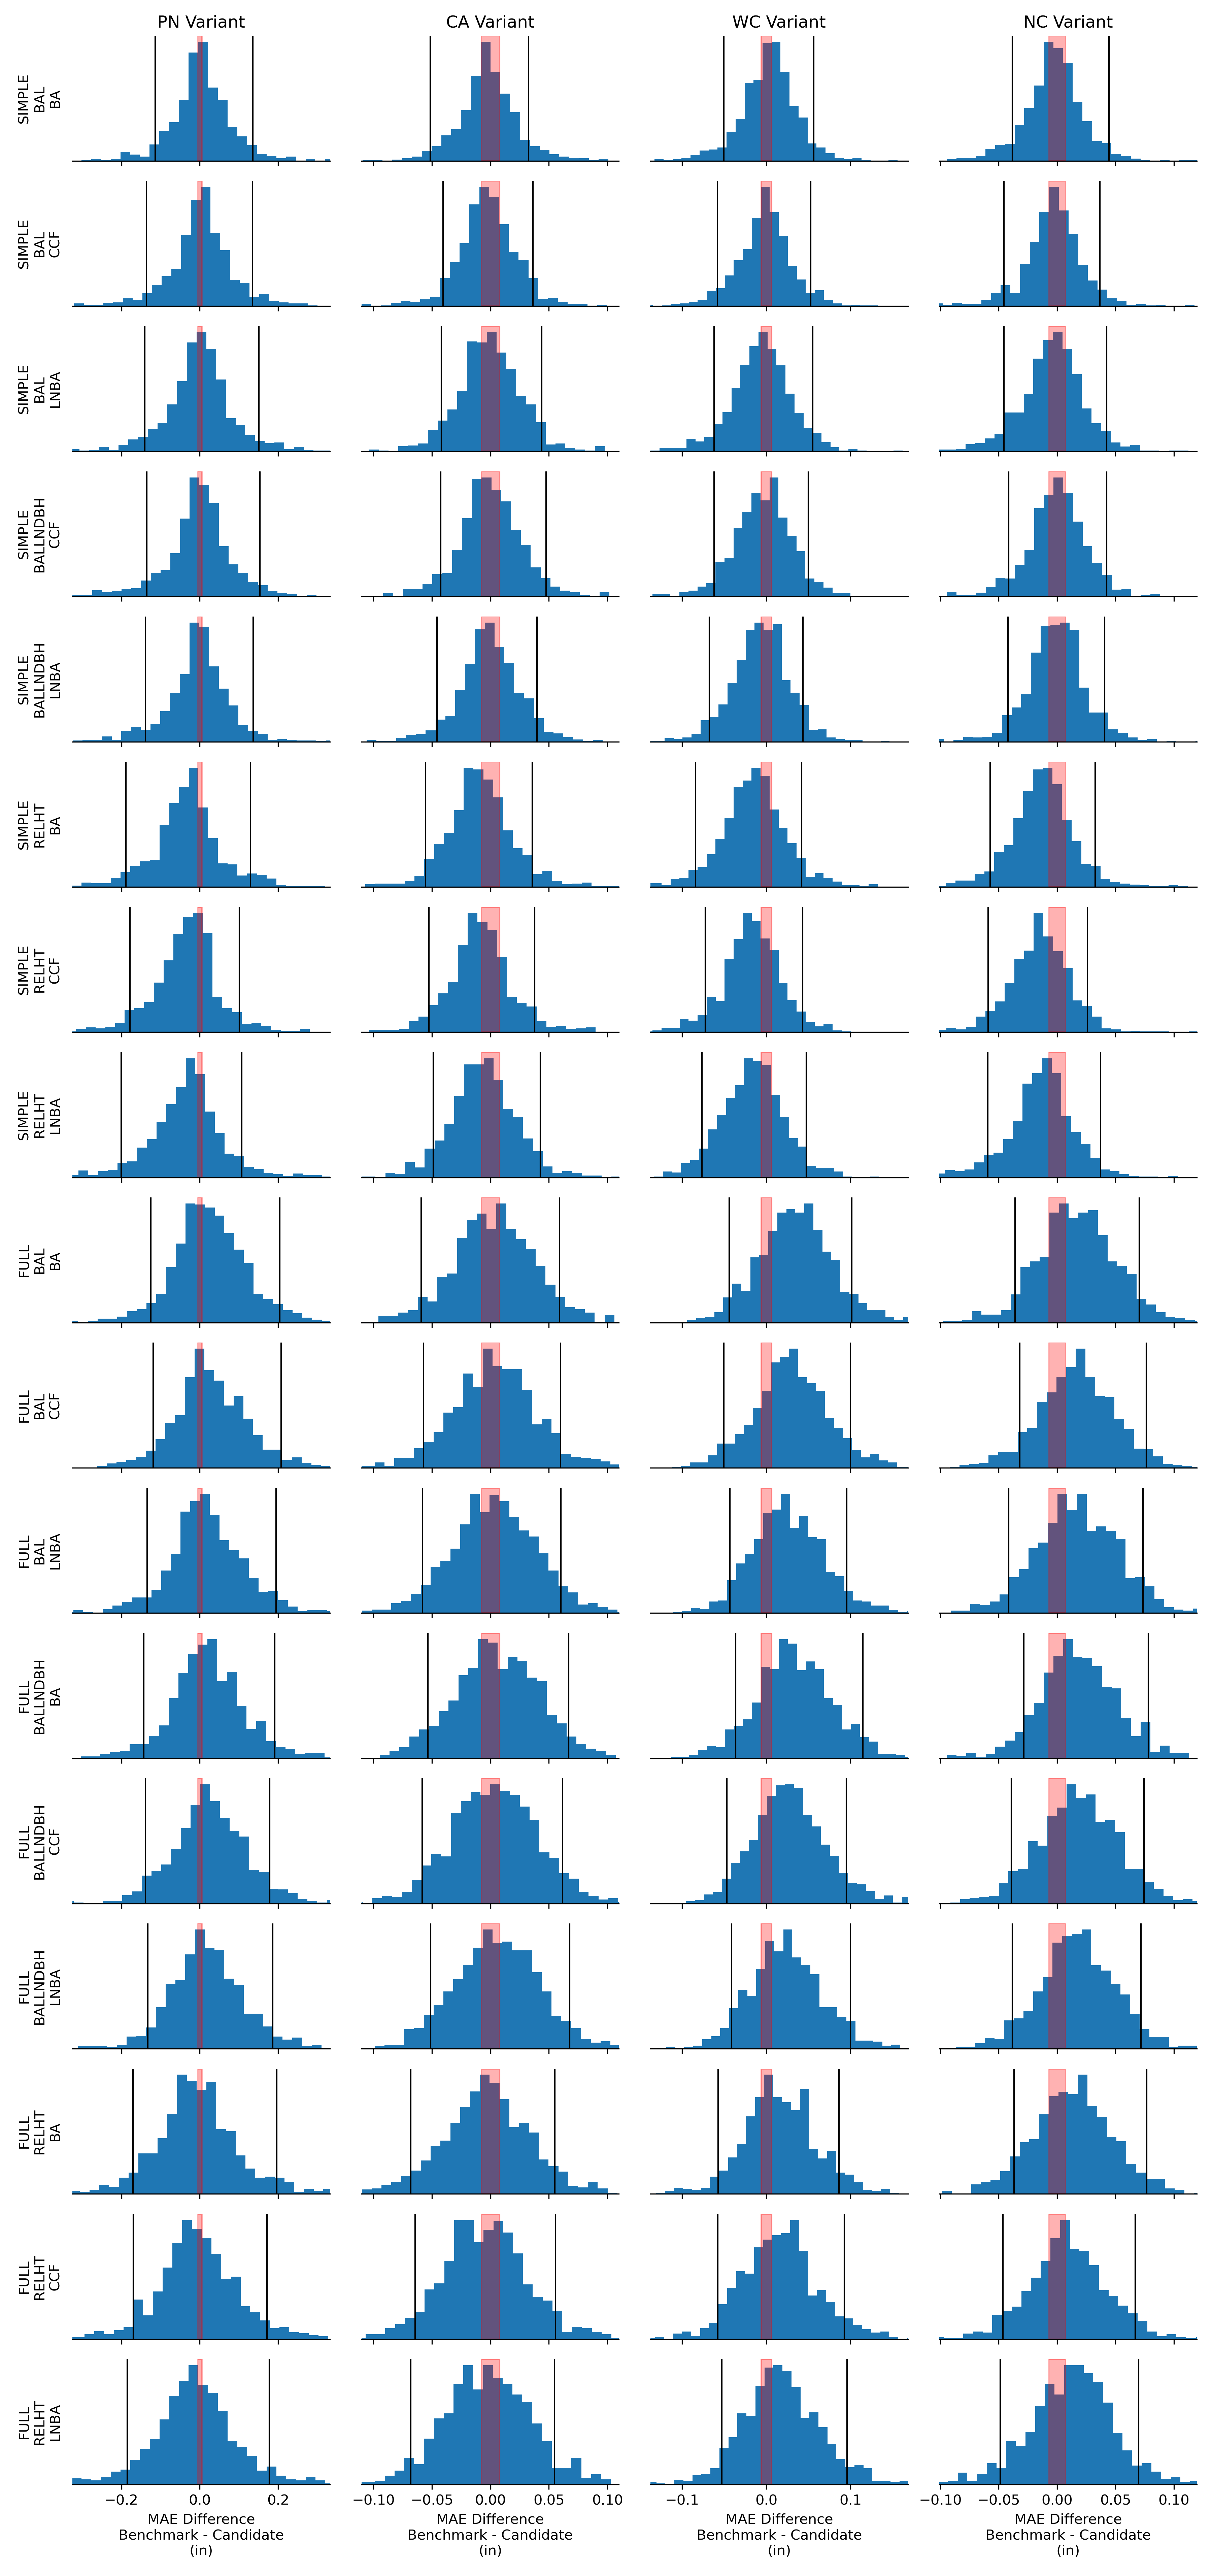 PN Variant
CA Variant
WC Variant
NC Variant
SIMPLE
BAL
BA
SIMPLE
BAL
CCF
SIMPLE
BAL
LNBA
SIMPLE
BALLNDBH
CCF
SIMPLE
BALLNDBH
LNBA
SIMPLE
RELHT
BA
SIMPLE
RELHT
CCF
SIMPLE
RELHT
LNBA
FULL
BAL
BA
FULL
BAL
CCF
FULL
BAL
LNBA
FULL
BALLNDBH
BA
FULL
BALLNDBH
CCF
FULL
BALLNDBH
LNBA
FULL
RELHT
BA
FULL
RELHT
CCF
FULL
RELHT
LNBA
−0.2 0.0 0.2
MAE Difference
Benchmark - Candidate
(in)
−0.10 −0.05 0.00 0.05 0.10
MAE Difference
Benchmark - Candidate
(in)
−0.1 0.0 0.1
MAE Difference
Benchmark - Candidate
(in)
−0.10 −0.05 0.00 0.05 0.10
MAE Difference
Benchmark - Candidate
(in)